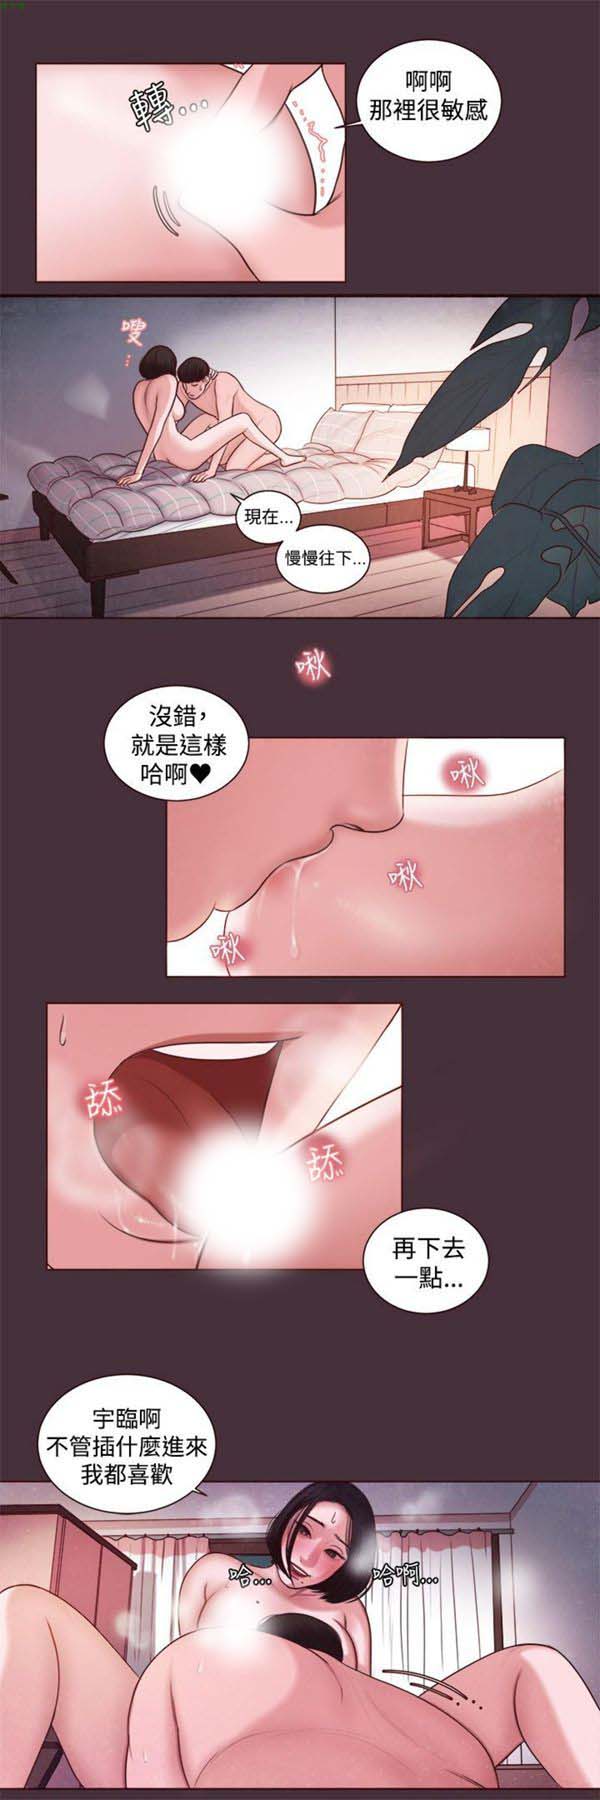 轉...
啊啊
那裡很敏感
嗖...
現在...
慢慢往下...
啾
沒錯，
就是這樣
哈啊♥
啾
啾
啾
舔
舔
再下去
一點...
宇臨啊
不管插什麼進來
我都喜歡
哈...
哈啊...